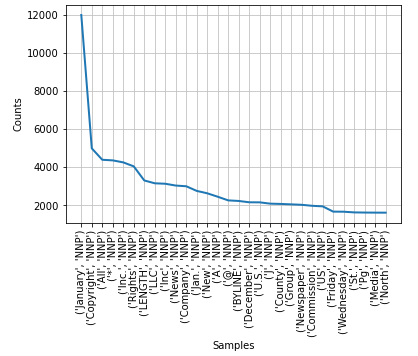 12000
10000
8000
6000
4000
2000
Counts
('January', 'NNP')
('Copyright', 'NNP')
('All', 'NNP')
('*', 'NNP')
('Inc.', 'NNP')
('Rights', 'NNP')
('LENGTH', 'NNP')
('LLC', 'NNP')
('Inc', 'NNP')
('News', 'NNP')
('Company', 'NNP')
('Jan.', 'NNP')
('New', 'NNP')
('A', 'NNP')
('@', 'NNP')
('BYLINE', 'NNP')
('December', 'NNP')
('U.S.', 'NNP')
'NNP')
('County', 'NNP')
('Group', 'NNP')
('Newspaper', 'NNP')
('Commission', 'NNP')
('US', 'NNP')
('Friday', 'NNP')
('Wednesday', 'NNP')
('St.', 'NNP')
('Pg.', 'NNP')
('Media', 'NNP')
('North', 'NNP')
Samples